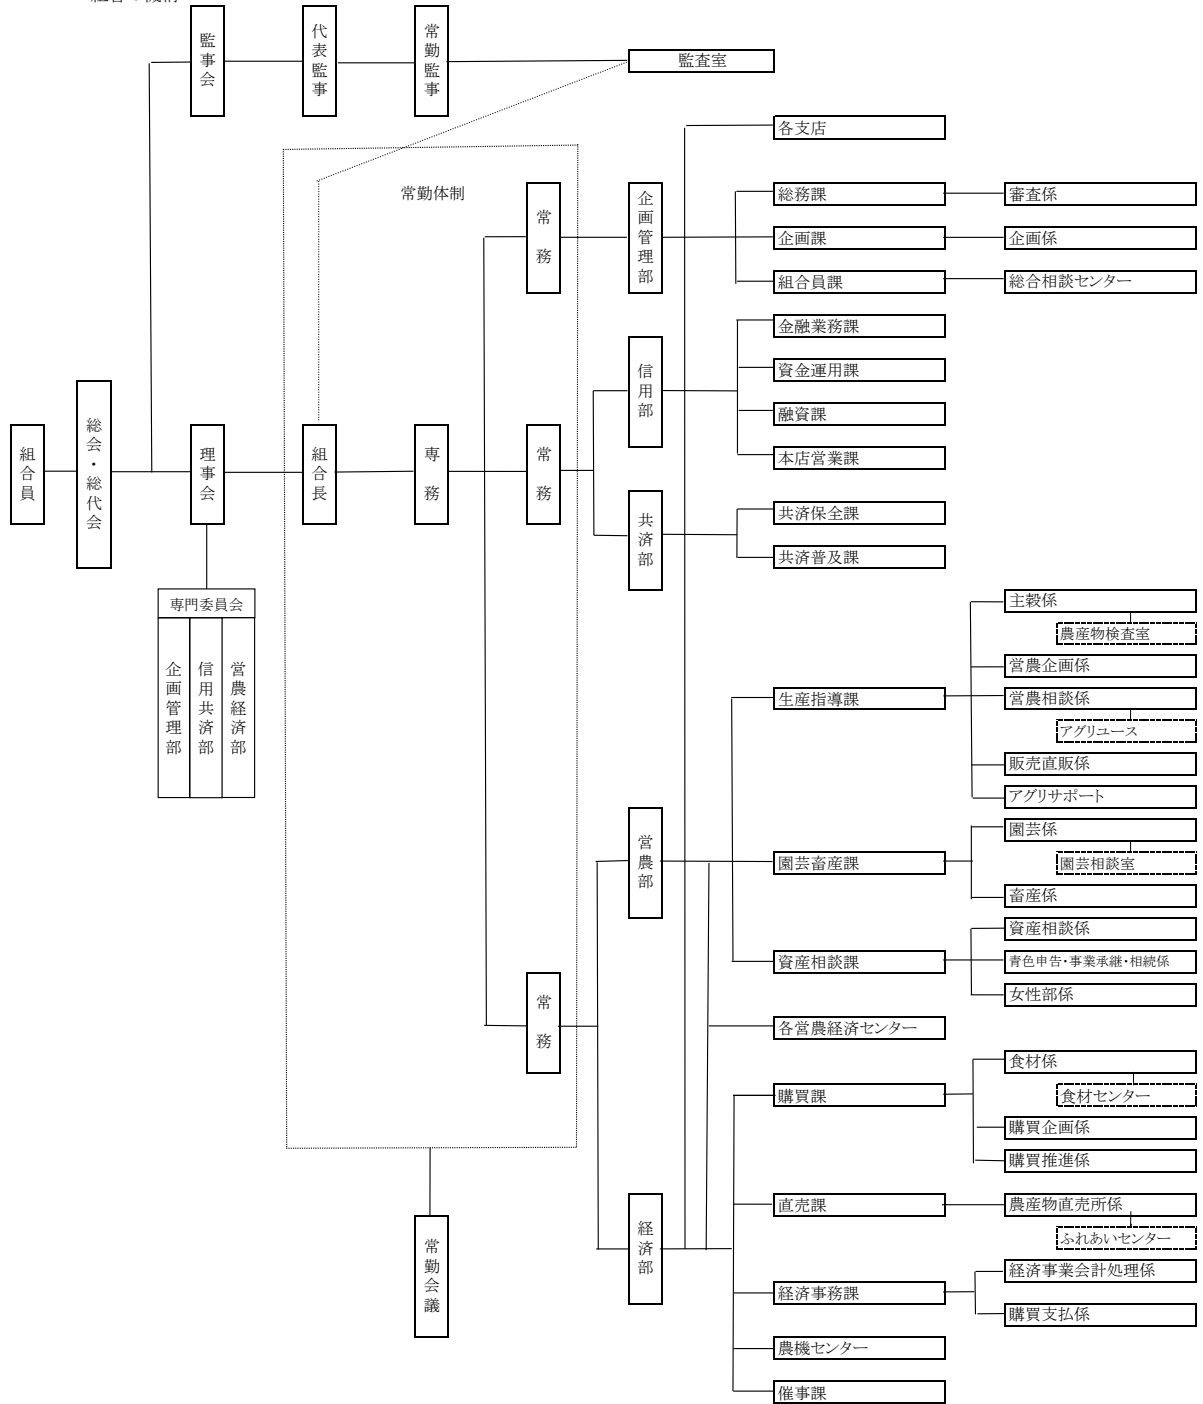 監事会
代表監事
常勤監事
監査室
各支店
常勤体制
常務
企画管理部
総務課
審査係
企画課
企画係
組合員課
総合相談センター
信用部
金融業務課
資金運用課
融資課
本店営業課
組合員
総会・総代会
理事会
組合長
専務
常務
共済部
共済保全課
共済普及課
専門委員会
企画管理部
信用共済部
営農経済部
主穀係
農産物検査室
営農企画係
生産指導課
営農相談係
アグリユース
販売直販係
アグリサポート
営農部
園芸係
園芸畜産課
園芸相談室
畜産係
資産相談係
資産相談課
青色申告・事業承継・相続係
女性部係
常務
各営農経済センター
食材係
購買課
食材センター
購買企画係
購買推進係
経済部
直売課
農産物直売所係
ふれあいセンター
常勤会議
経済事業会計処理係
経済事務課
購買支払係
農機センター
催事課